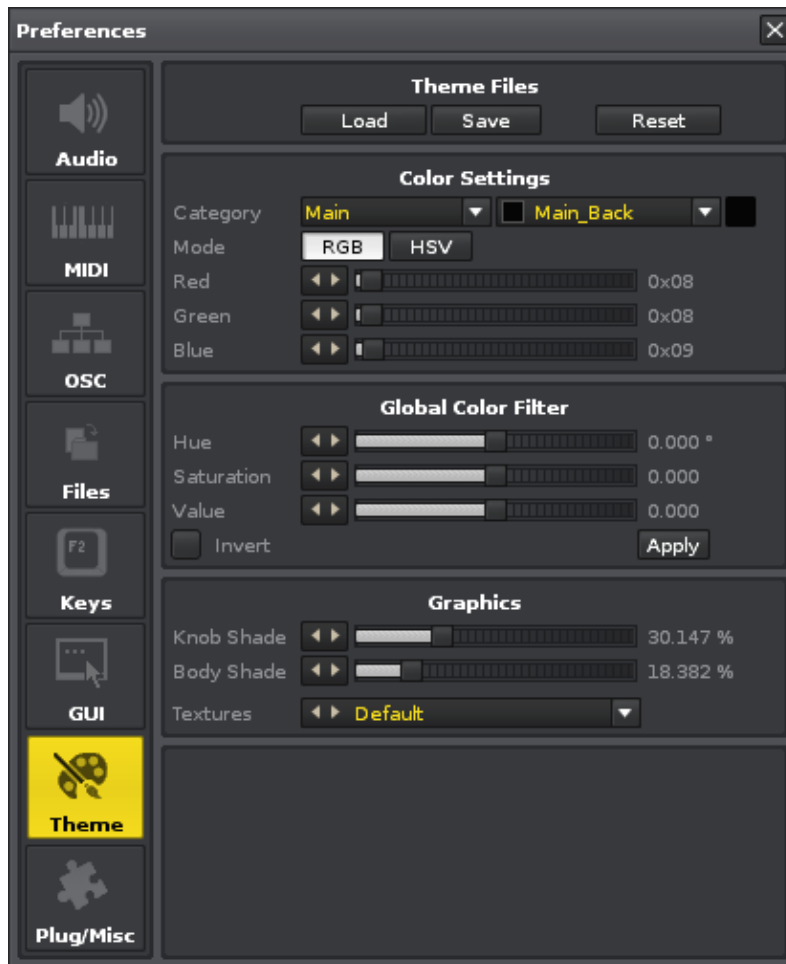 Preferences
Audio
MIDI
OSC
Files
F2
Keys
GUI
Theme
Plug/Misc
Theme Files
Load Save Reset
Color Settings
Category Main Main_Back
Mode RGB HSV
Red 0x08
Green 0x08
Blue 0x09
Global Color Filter
Hue 0.000 °
Saturation 0.000
Value 0.000
Invert Apply
Graphics
Knob Shade 30.147 %
Body Shade 18.382 %
Textures Default